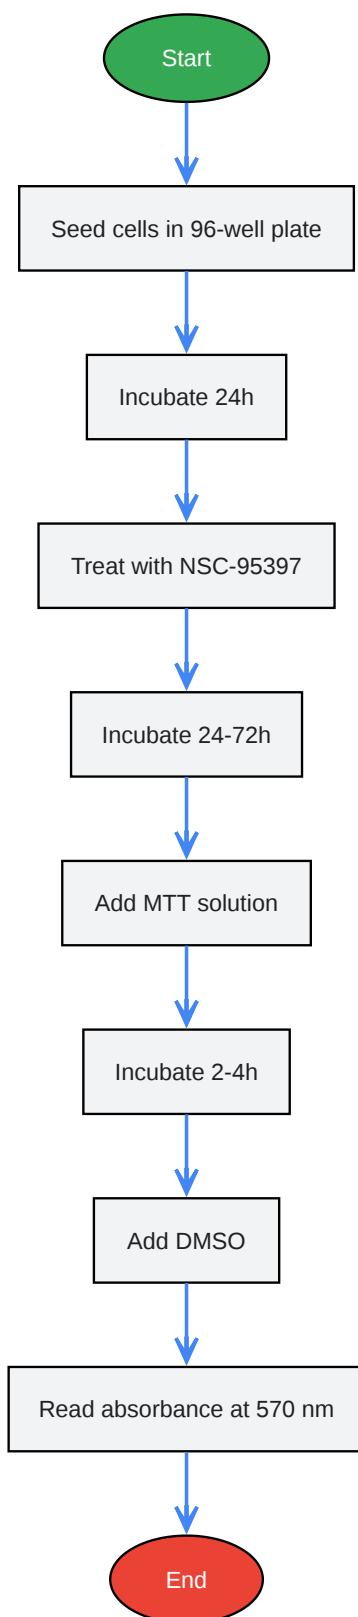 Start
Seed cells in 96-well plate
Incubate 24h
Treat with NSC-95397
Incubate 24-72h
Add MTT solution
Incubate 2-4h
Add DMSO
Read absorbance at 570 nm
End